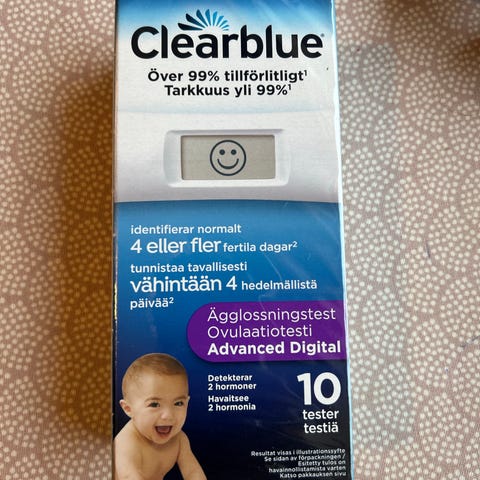 Clearblue®
Över 99% tillförlitligt¹
Tarkkuus yli 99%¹
identifierar normalt
4 eller fler fertila dagar²
tunnistaa tavallisesti
vähintään 4 hedelmällistä
päivää²
Ägglossningstest
Ovulaatiotesti
Advanced Digital
Detekterar
2 hormoner
Havaitsee
2 hormonia
10
tester
testiä
Resultat visas i illustrationssyfte
Se sidan av förpackningen /
Esitetty tulos on
havainnollistamista varten
Katso pakkauksen sivu